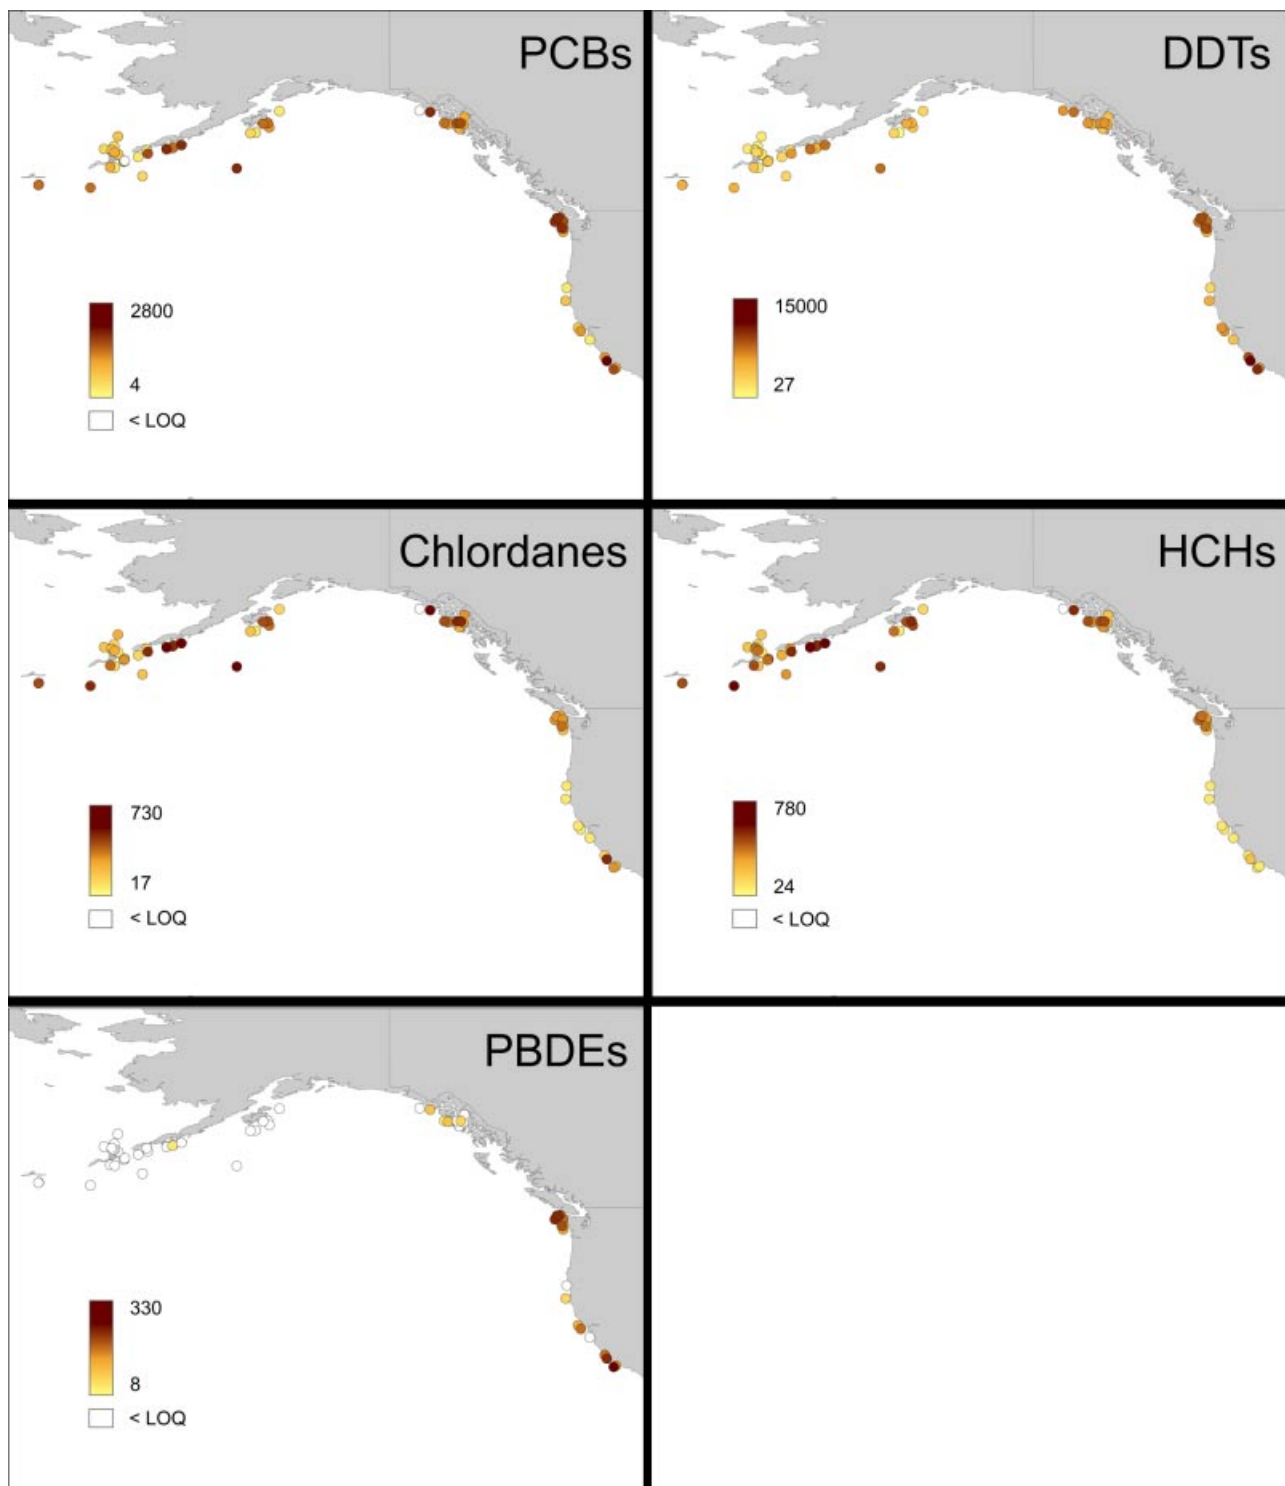 PCBs
2800
4
< LOQ
DDTs
15000
27
Chlordanes
730
17
< LOQ
HCHs
780
24
< LOQ
PBDEs
330
8
< LOQ